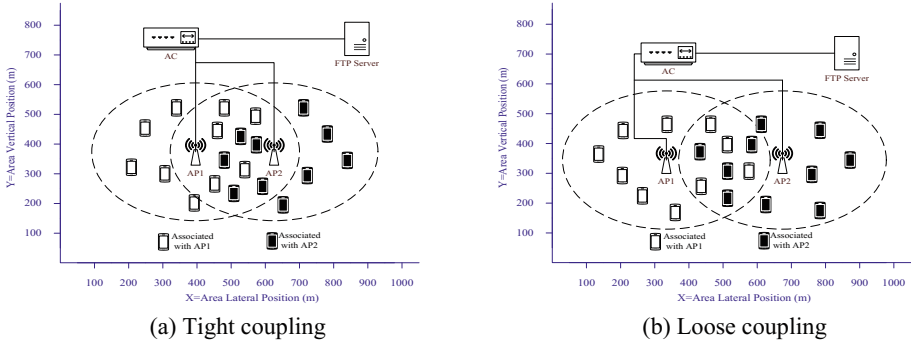 800
700
600
500
400
300
200
100
Y=Area Vertical Position (m)
AC
FTP Server
AP1
AP2
Associated
with AP1
Associated
with AP2
100 200 300 400 500 600 700 800 900 1000
X=Area Lateral Position (m)
(a) Tight coupling
800
700
600
500
400
300
200
100
Y=Area Vertical Position (m)
AC
FTP Server
AP1
AP2
Associated
with AP1
Associated
with AP2
100 200 300 400 500 600 700 800 900 1000
X=Area Lateral Position (m)
(b) Loose coupling